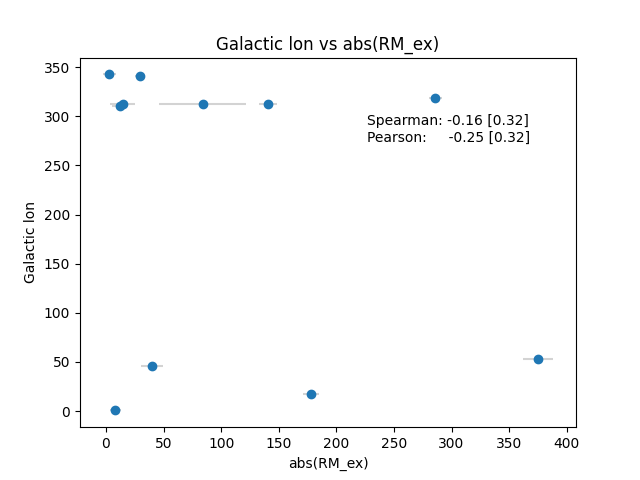 Galactic lon vs abs(RM_ex)
350
300
250
200
150
100
50
0
Galactic lon
Spearman: -0.16 [0.32]
Pearson: -0.25 [0.32]
0 50 100 150 200 250 300 350 400
abs(RM_ex)